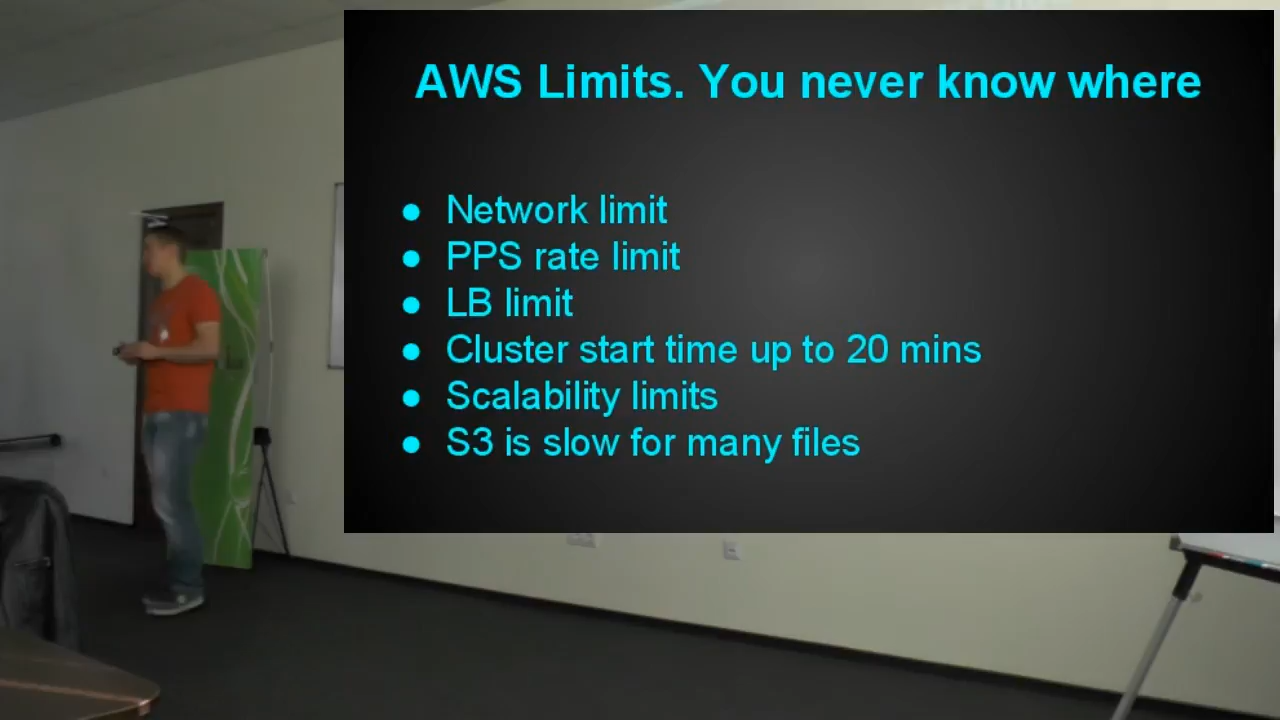 AWS Limits. You never know where
● Network limit
● PPS rate limit
● LB limit
● Cluster start time up to 20 mins
● Scalability limits
● S3 is slow for many files